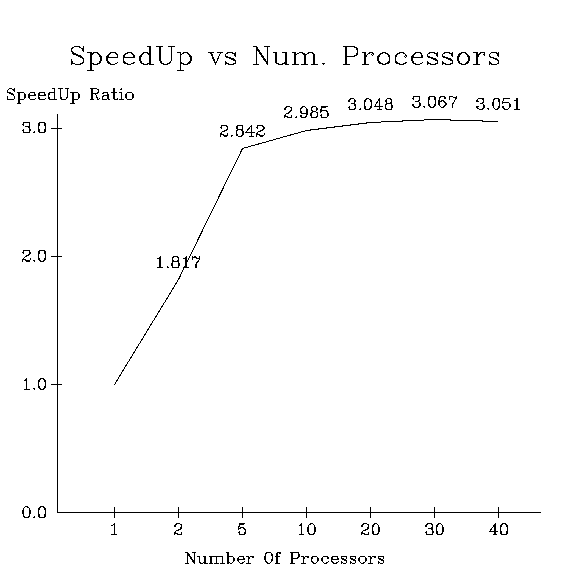 SpeedUp vs Num. Processors
SpeedUp Ratio
3.0
2.842
2.985
3.048
3.067
3.051
2.0
1.817
1.0
0.0
1 2 5 10 20 30 40
Number Of Processors